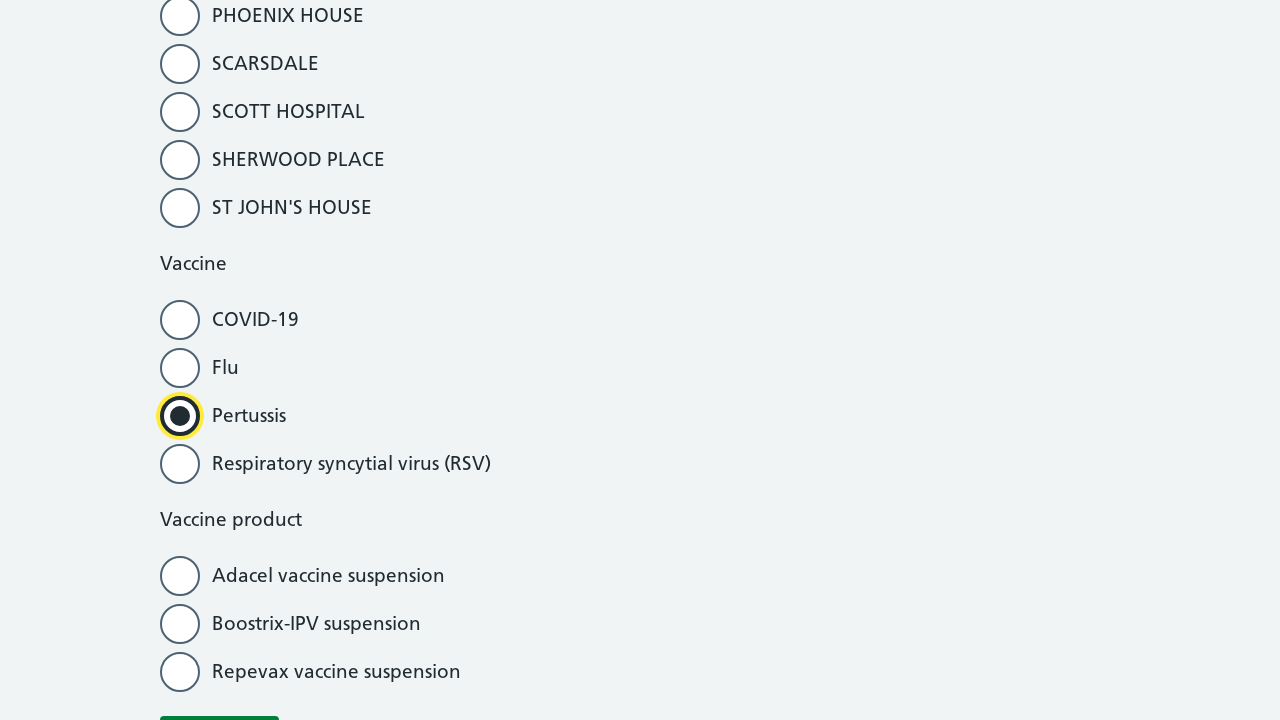 PHOENIX HOUSE
SCARSDALE
SCOTT HOSPITAL
SHERWOOD PLACE
ST JOHN'S HOUSE
Vaccine
COVID-19
Flu
Pertussis
Respiratory syncytial virus (RSV)
Vaccine product
Adacel vaccine suspension
Boostrix-IPV suspension
Repevax vaccine suspension